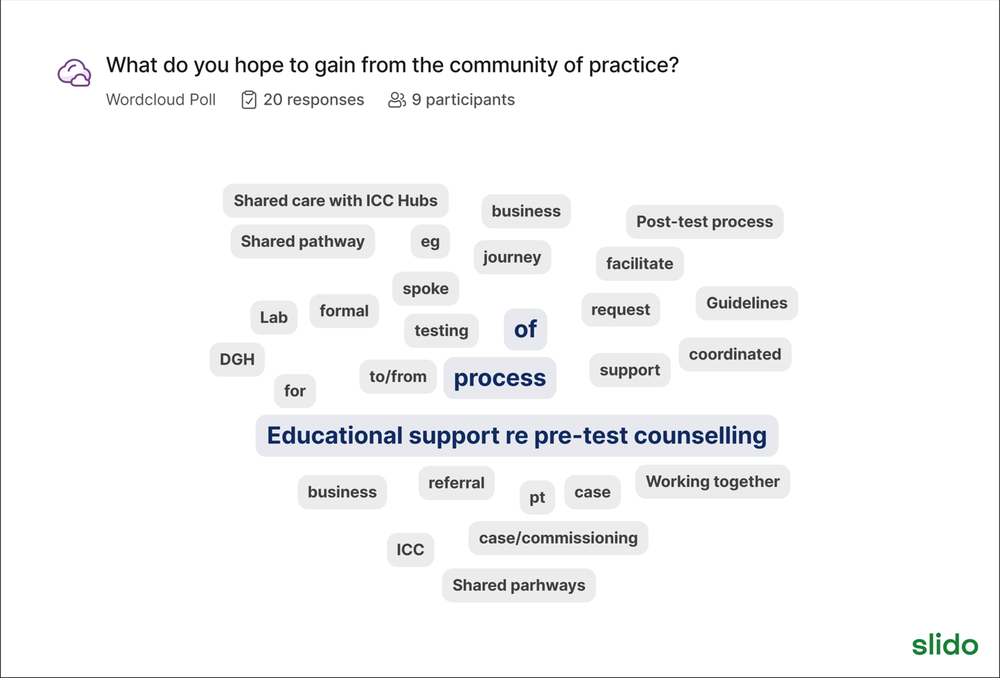 What do you hope to gain from the community of practice?
Wordcloud Poll 20 responses 9 participants
Shared care with ICC Hubs
business
Post-test process
Shared pathway
eg
journey
facilitate
spoke
Guidelines
Lab
formal
request
testing
of
DGH
coordinated
to/from
process
support
for
Educational support re pre-test counselling
business
referral
pt
case
Working together
ICC
case/commissioning
Shared parhways
slido